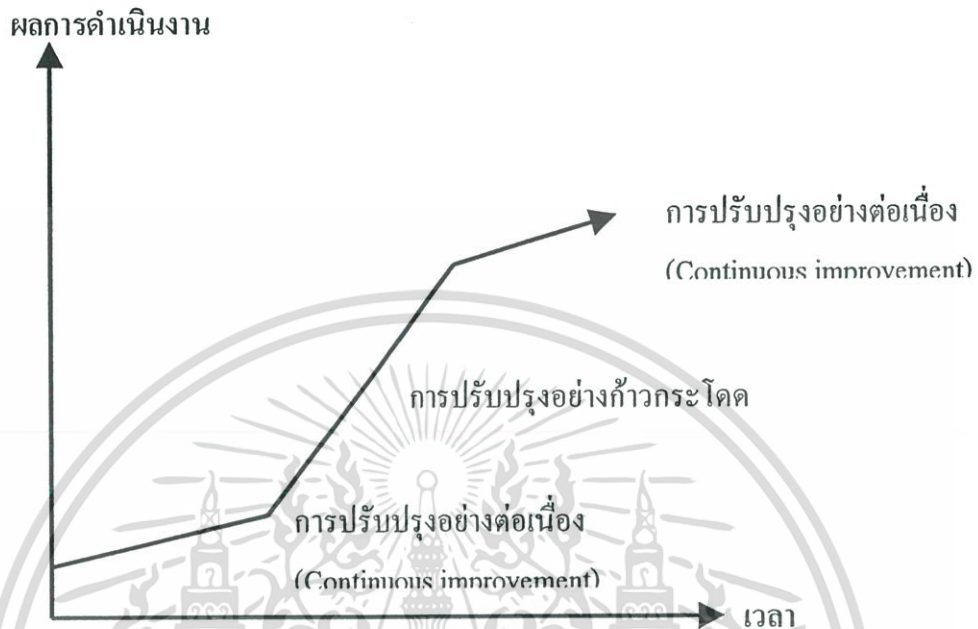 ผลการดำเนินงาน
การปรับปรุงอย่างต่อเนื่อง
(Continuous improvement)
การปรับปรุงอย่างก้าวกระโดด
การปรับปรุงอย่างต่อเนื่อง
(Continuous improvement)
เวลา